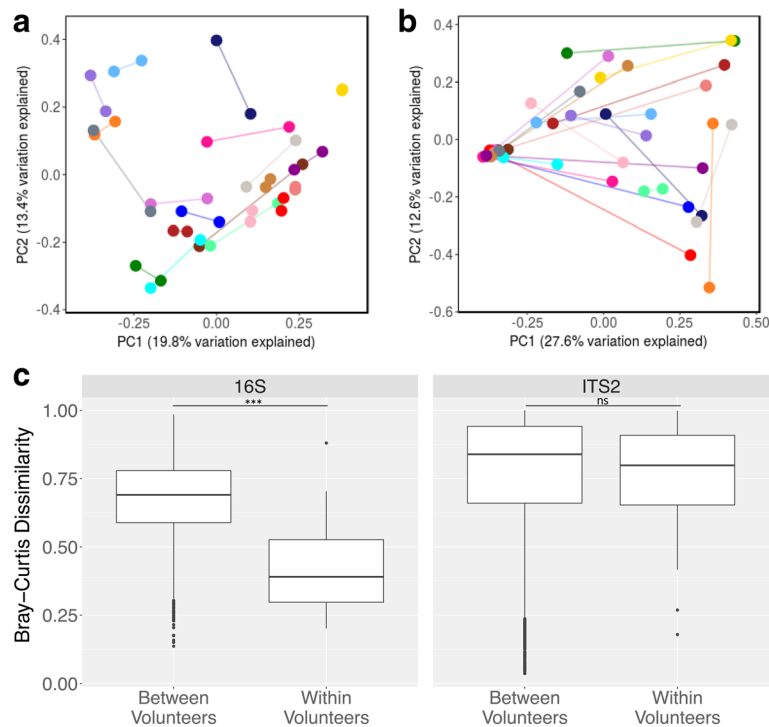 a
0.4
0.2
0.0
-0.2
-0.4
PC2 (13.4% variation explained)
-0.25
0.00
0.25
PC1 (19.8% variation explained)
b
0.4
0.2
0.0
-0.2
-0.4
-0.6
PC2 (12.6% variation explained)
-0.25
0.00
0.25
0.50
PC1 (27.6% variation explained)
c
16S
ITS2
***
ns
1.00
0.75
0.50
0.25
0.00
Bray−Curtis Dissimilarity
Between
Volunteers
Within
Volunteers
Between
Volunteers
Within
Volunteers